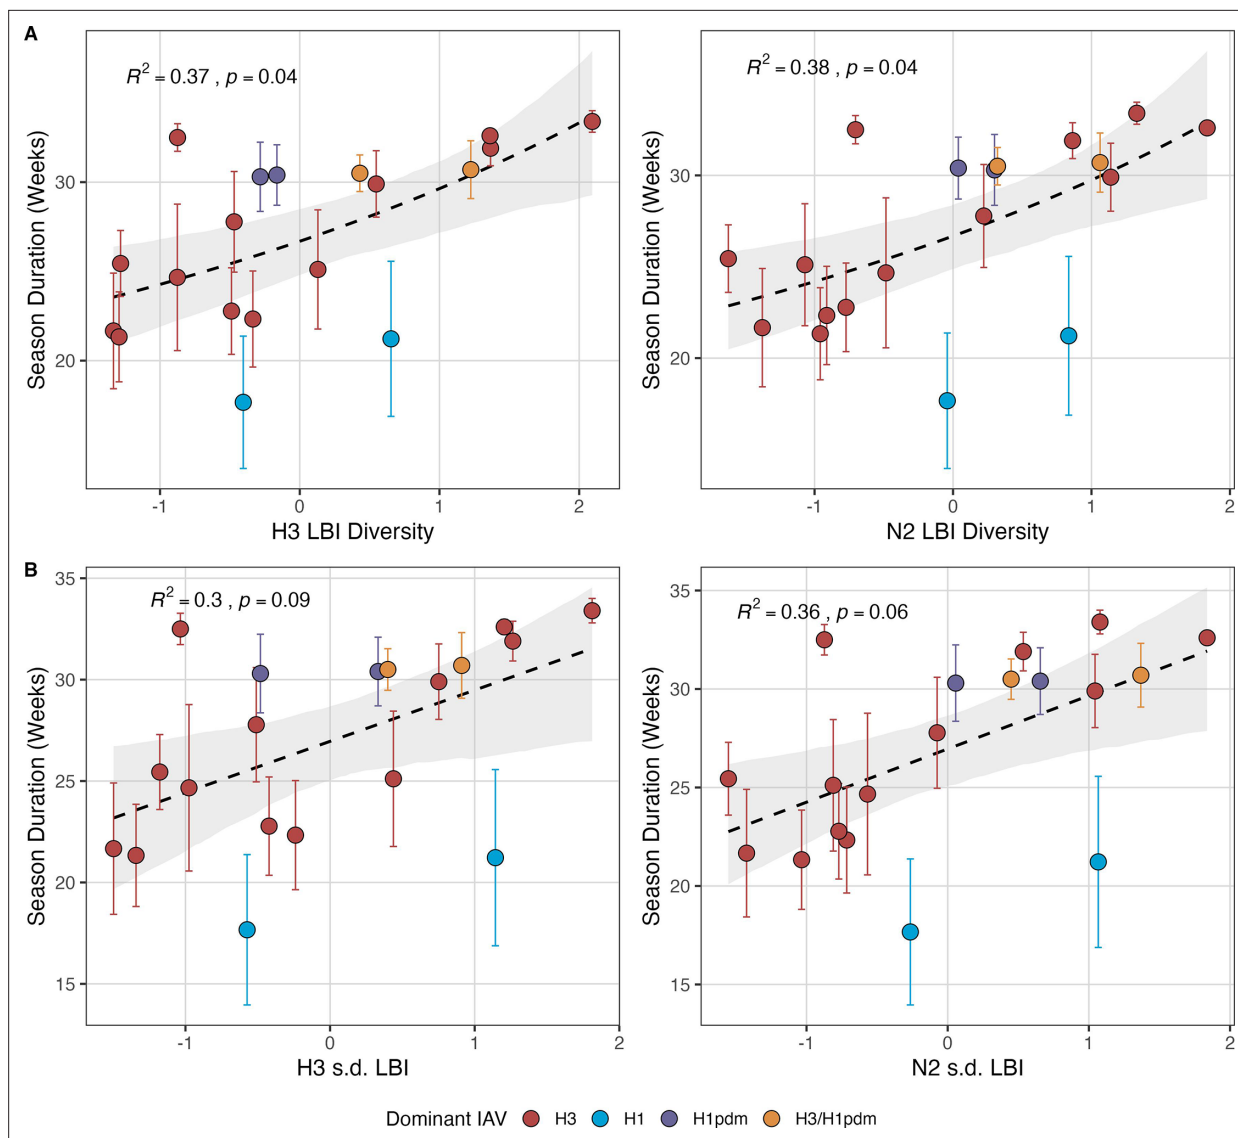 A
R² = 0.37 , p = 0.04
R² = 0.38 , p = 0.04
Season Duration (Weeks)
30
20
Season Duration (Weeks)
30
20
-1 0 1 2
-1 0 1 2
H3 LBI Diversity
N2 LBI Diversity
B
R² = 0.3 , p = 0.09
R² = 0.36 , p = 0.06
Season Duration (Weeks)
35
30
25
20
15
Season Duration (Weeks)
35
30
25
20
15
-1 0 1 2
-1 0 1 2
H3 s.d. LBI
N2 s.d. LBI
Dominant IAV H3 H1 H1pdm H3/H1pdm